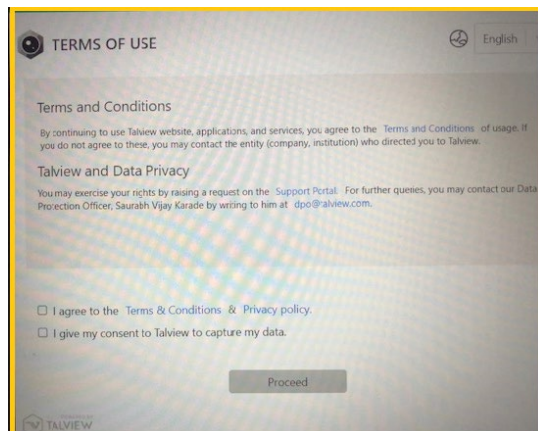 TERMS OF USE
English
Terms and Conditions
By continuing to use Talview website, applications, and services, you agree to the Terms and Conditions of usage. If
you do not agree to these, you may contact the entity (company, institution) who directed you to Talview.
Talview and Data Privacy
You may exercise your rights by raising a request on the Support Portal. For further queries, you may contact our Data
Protection Officer, Saurabh Vijay Karade by writing to him at dpo@talview.com.
I agree to the Terms & Conditions & Privacy policy.
I give my consent to Talview to capture my data.
Proceed
TALVIEW